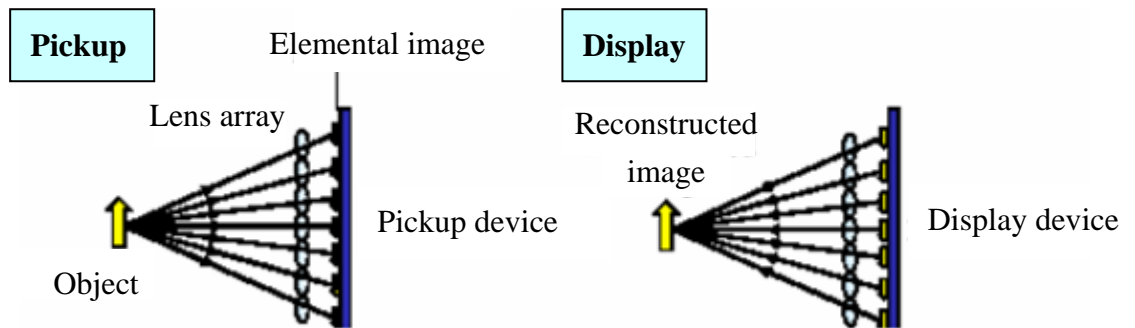 Pickup
Elemental image
Lens array
Pickup device
Object
Display
Reconstructed
image
Display device